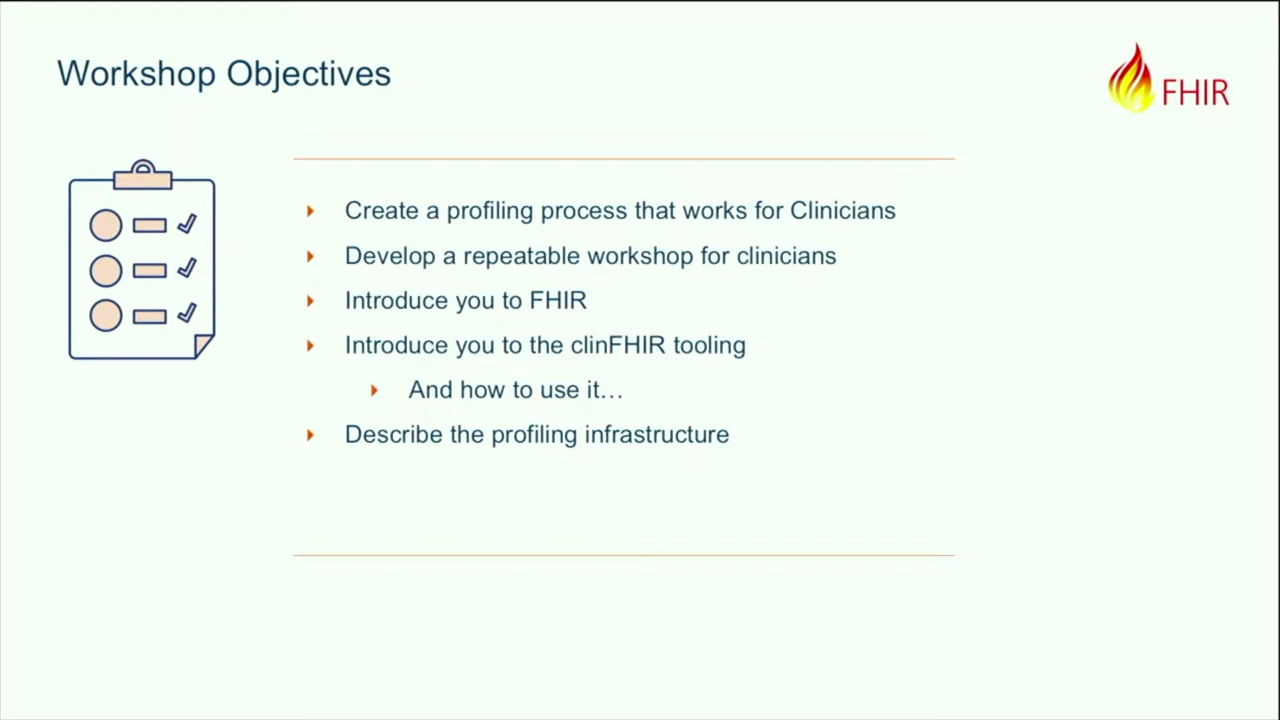 Workshop Objectives
FHIR
Create a profiling process that works for Clinicians
Develop a repeatable workshop for clinicians
Introduce you to FHIR
Introduce you to the clinFHIR tooling
And how to use it…
Describe the profiling infrastructure